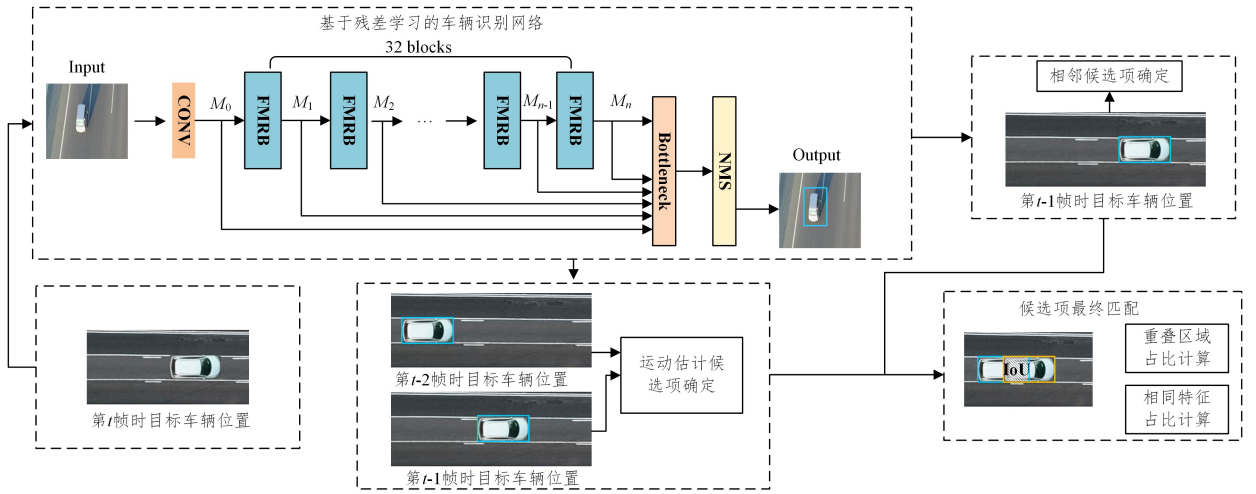 基于残差学习的车辆识别网络
32 blocks
Input
CONV
M0
FMRB
M1
FMRB
M2
...
FMRB
Mn-1
FMRB
Mn
Bottleneck
NMS
Output
相邻候选项确定
第t-1帧时目标车辆位置
第t帧时目标车辆位置
第t-2帧时目标车辆位置
第t-1帧时目标车辆位置
运动估计候
选项确定
候选项最终匹配
IoU
重叠区域
占比计算
相同特征
占比计算